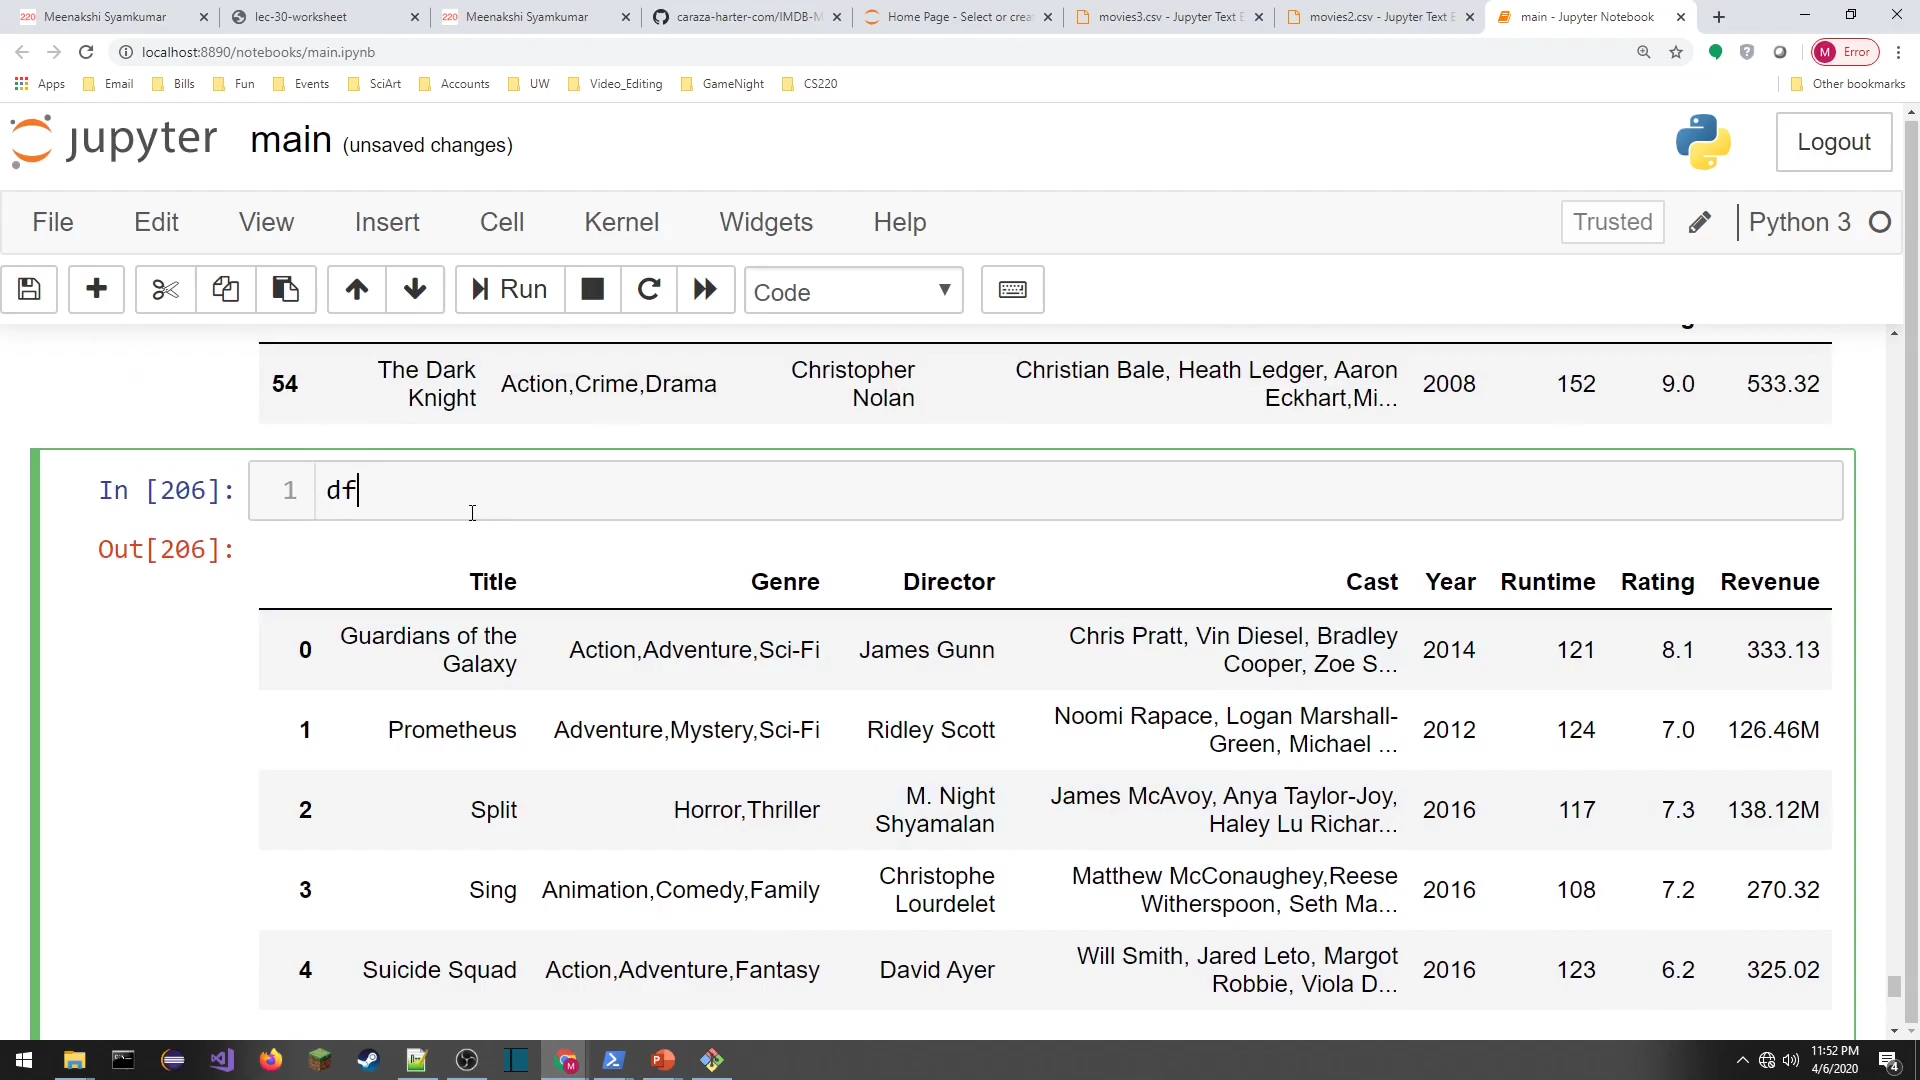 220 Meenakshi Syamkumar
lec-30-worksheet
220 Meenakshi Syamkumar
caraza-harter-com/IMDB-M
Home Page - Select or creat
movies3.csv - Jupyter Text E
movies2.csv - Jupyter Text E
main - Jupyter Notebook
localhost:8890/notebooks/main.ipynb
M Error
Apps Email Bills Fun Events SciArt Accounts UW Video_Editing GameNight CS220 Other bookmarks
jupyter main (unsaved changes) Logout
File Edit View Insert Cell Kernel Widgets Help Trusted Python 3
Run Code
The Dark Action,Crime,Drama Christopher Christian Bale, Heath Ledger, Aaron
54 Knight Nolan Eckhart,Mi... 2008 152 9.0 533.32
In [206]: 1 df
Out[206]:
Title Genre Director Cast Year Runtime Rating Revenue
0 Guardians of the Action,Adventure,Sci-Fi James Gunn Chris Pratt, Vin Diesel, Bradley 2014 121 8.1 333.13
Galaxy Cooper, Zoe S...
1 Prometheus Adventure,Mystery,Sci-Fi Ridley Scott Noomi Rapace, Logan Marshall- 2012 124 7.0 126.46M
Green, Michael ...
2 Split Horror,Thriller M. Night James McAvoy, Anya Taylor-Joy, 2016 117 7.3 138.12M
Shyamalan Haley Lu Richar...
3 Sing Animation,Comedy,Family Christophe Matthew McConaughey,Reese 2016 108 7.2 270.32
Lourdelet Witherspoon, Seth Ma...
4 Suicide Squad Action,Adventure,Fantasy David Ayer Will Smith, Jared Leto, Margot 2016 123 6.2 325.02
Robbie, Viola D...
11:52 PM
4/6/2020
4